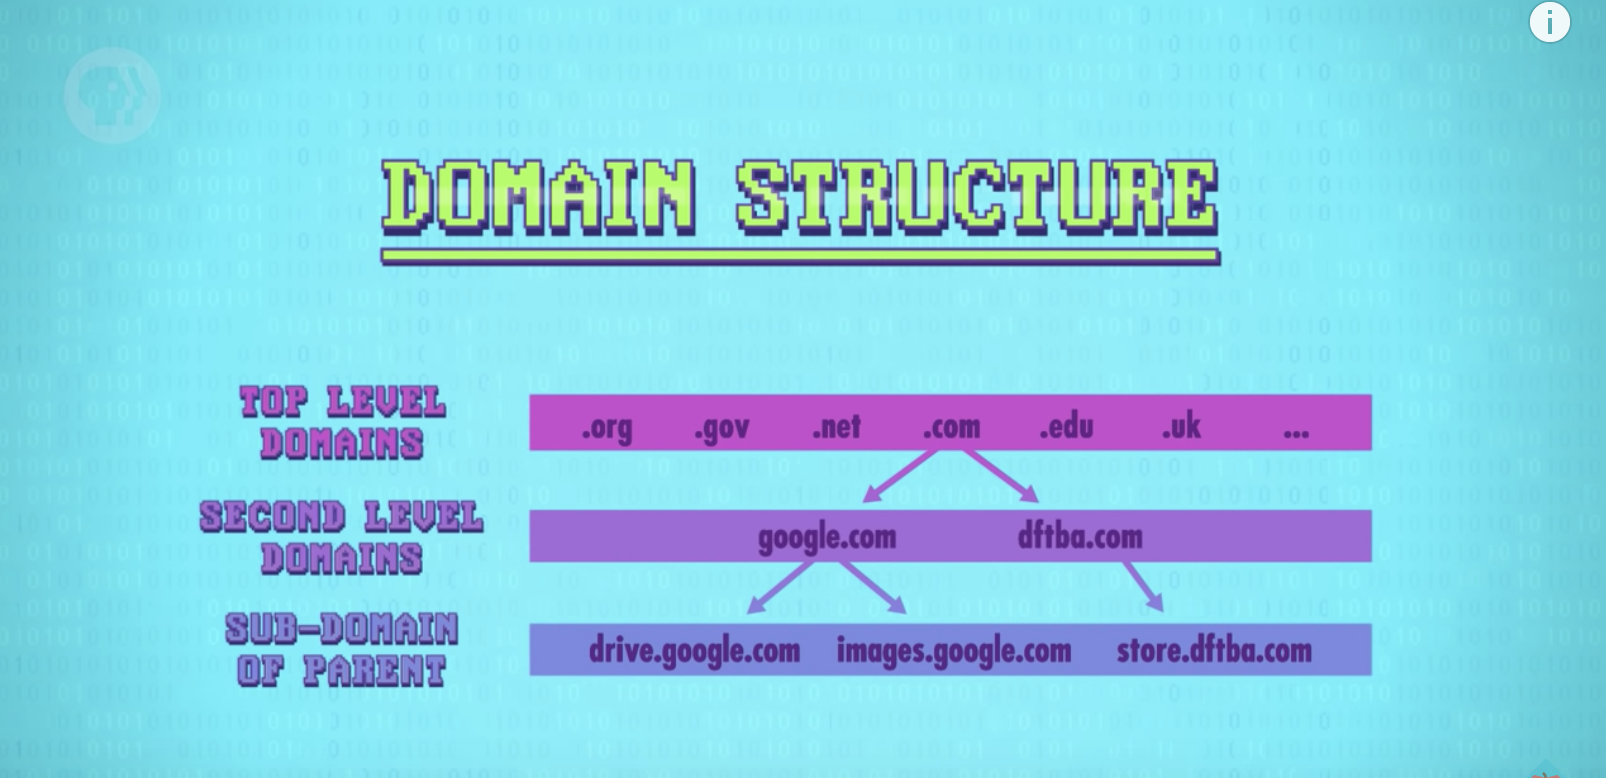 DOMAIN STRUCTURE
TOP LEVEL
DOMAINS
.org .gov .net .com .edu .uk ...
SECOND LEVEL
DOMAINS
google.com dftba.com
SUB-DOMAIN
OF PARENT
drive.google.com images.google.com store.dftba.com